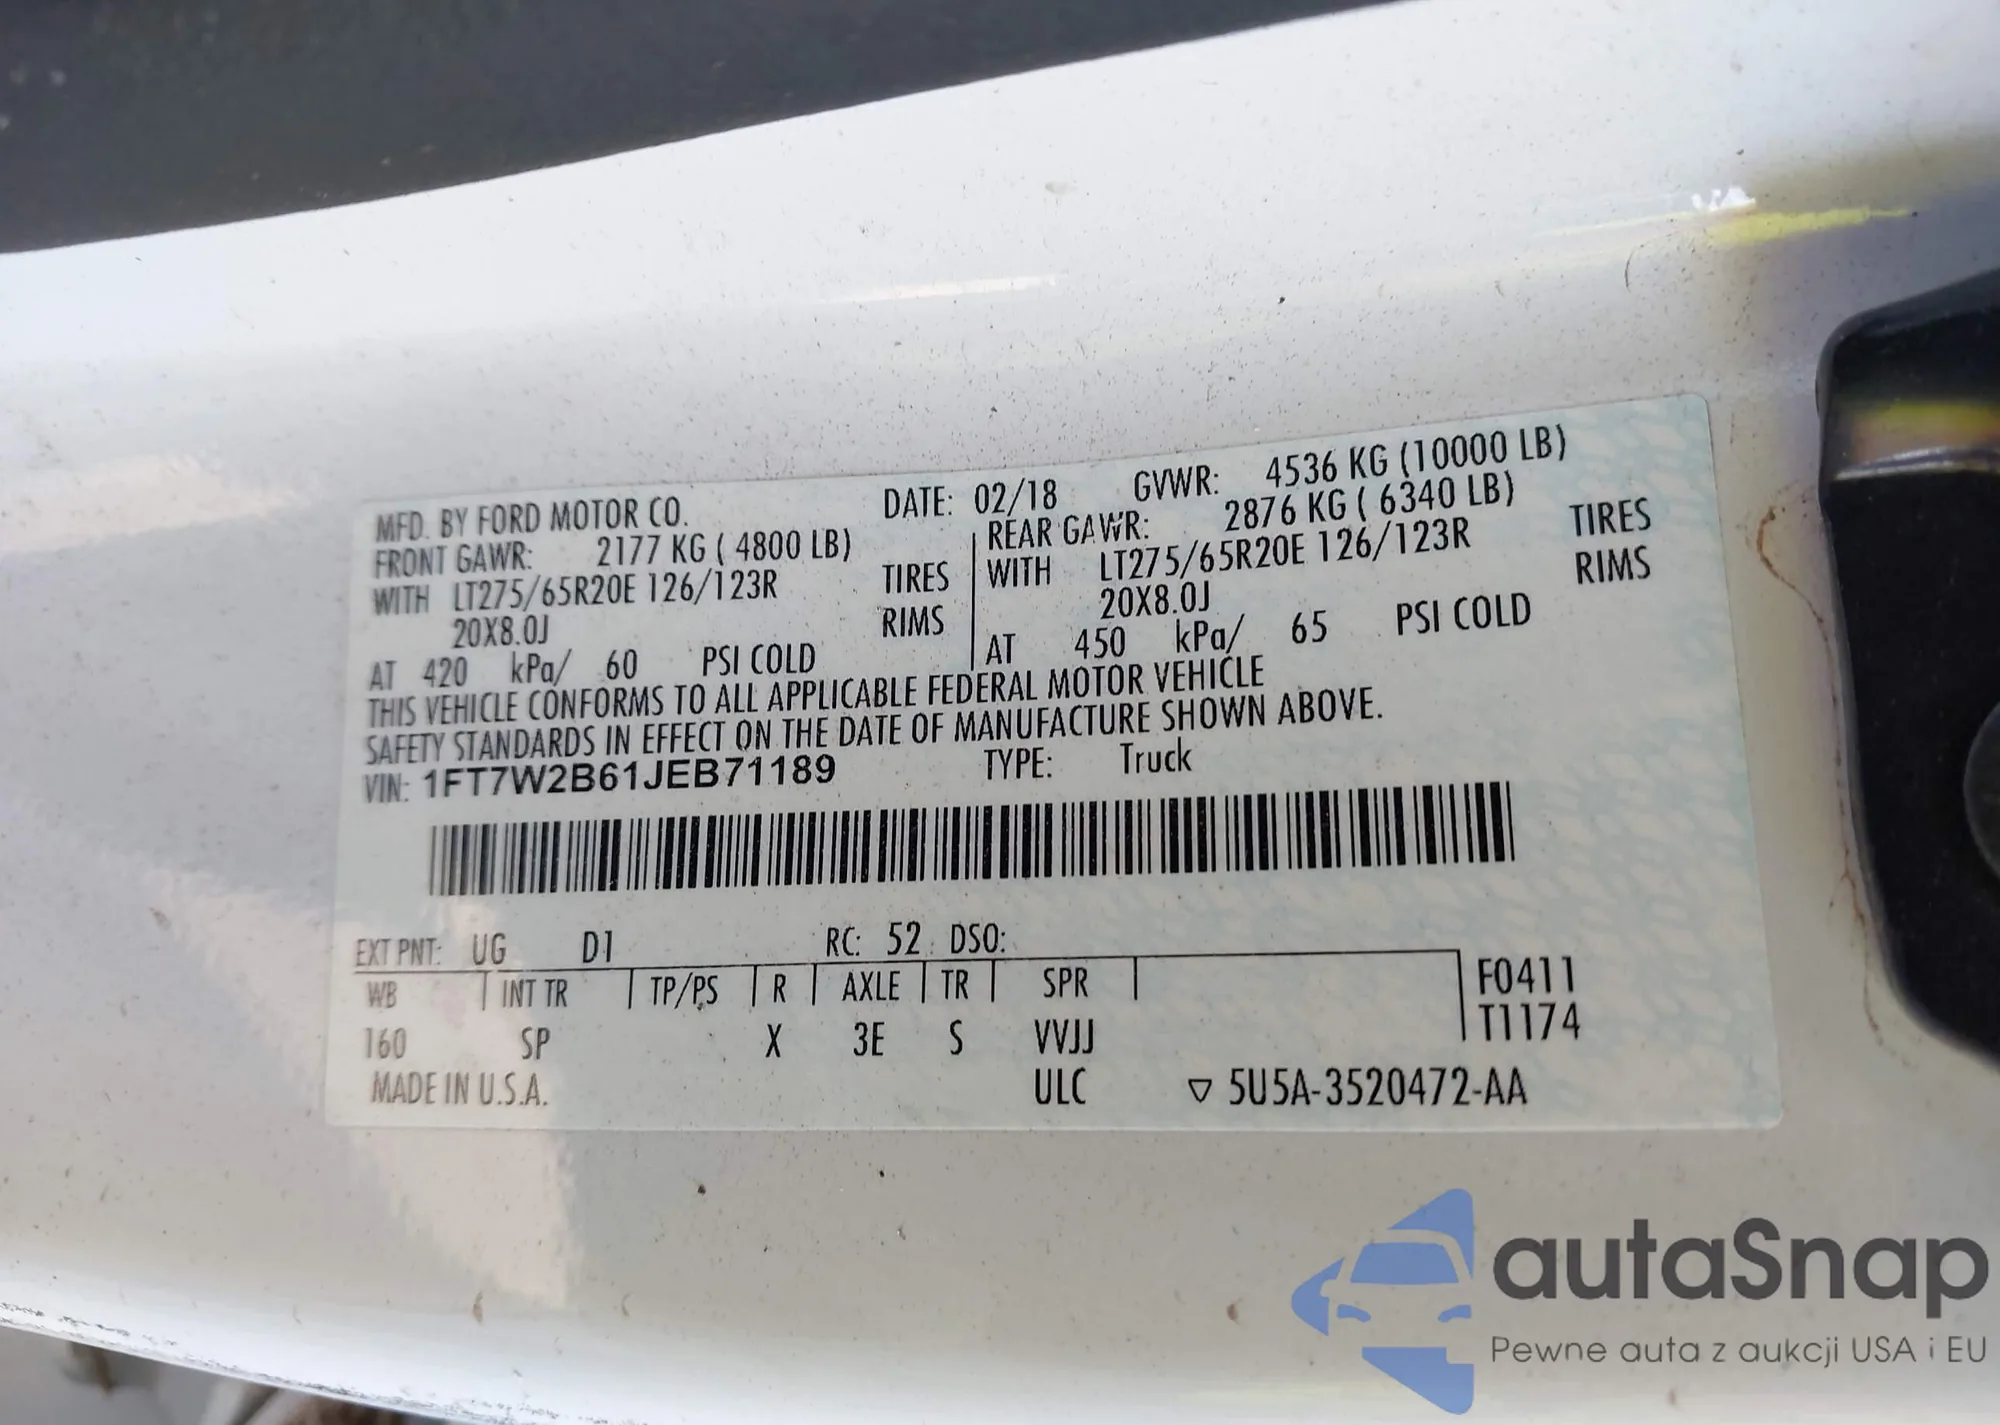 MFD. BY FORD MOTOR CO. DATE: 02/18 GVWR: 4536 KG (10000 LB)
FRONT GAWR: 2177 KG ( 4800 LB) REAR GAWR: 2876 KG ( 6340 LB)
WITH LT275/65R20E 126/123R TIRES WITH LT275/65R20E 126/123R TIRES
20X8.0J RIMS 20X8.0J RIMS
AT 420 kPa/ 60 PSI COLD AT 450 kPa/ 65 PSI COLD
THIS VEHICLE CONFORMS TO ALL APPLICABLE FEDERAL MOTOR VEHICLE
SAFETY STANDARDS IN EFFECT ON THE DATE OF MANUFACTURE SHOWN ABOVE.
VIN: 1FT7W2B61JEB71189 TYPE: Truck
EXT PNT: UG D1 RC: 52 DSO:
WB INT TR TP/PS R AXLE TR SPR F0411
T1174
160 SP X 3E S VVJJ
MADE IN U.S.A. ULC ▽ 5U5A-3520472-AA
autaSnap
Pewne auta z aukcji USA i EU